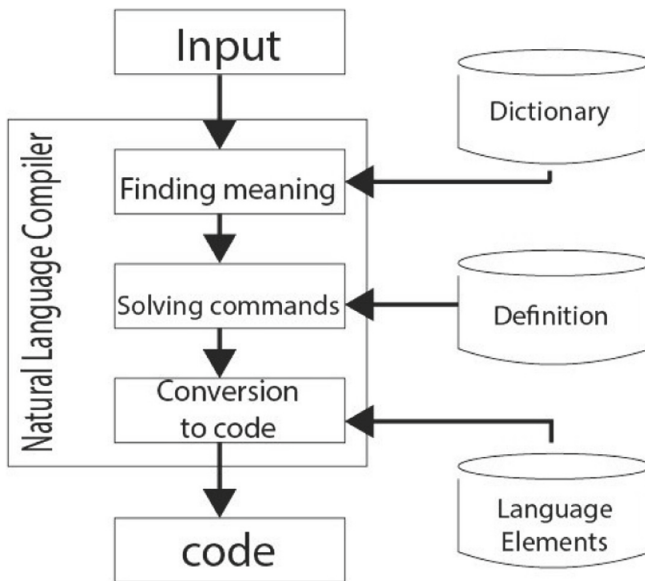 Input
Dictionary
Natural Language Compiler
Finding meaning
Solving commands
Definition
Conversion
to code
Language
Elements
code